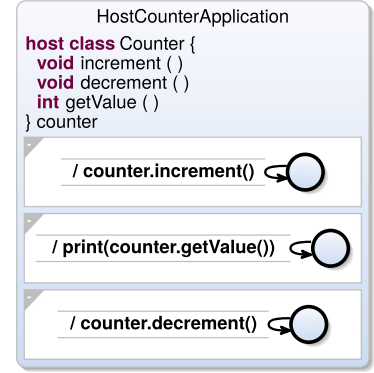 HostCounterApplication
host class Counter {
void increment ( )
void decrement ( )
int getValue ( )
} counter
-
/ counter.increment()
-
/ print(counter.getValue())
-
/ counter.decrement()